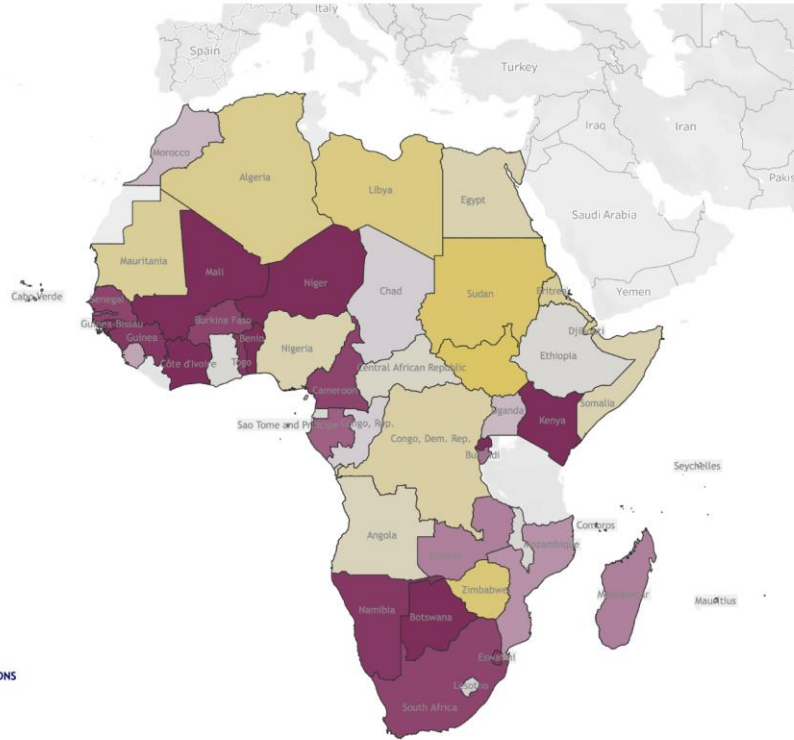 Italy
Spain
Turkey
Iraq
Iran
Pakis
Morocco
Algeria
Libya
Egypt
Saudi Arabia
Mauritania
Mali
Niger
Chad
Sudan
Eritrea
Yemen
Cabo Verde
Senegal
Guinea-Bissau
Guinea
Burkina Faso
Benin
Nigeria
Djibouti
Ethiopia
Côte d'Ivoire
Togo
Central African Republic
Cameroon
Somalia
Uganda
Kenya
Sao Tome and Principe
Congo, Rep.
Congo, Dem. Rep.
Burundi
Seychelles
Angola
Comoros
Zambia
Mozambique
Zimbabwe
Madagascar
Mauritius
Namibia
Botswana
Eswatini
Lesotho
South Africa
ONS